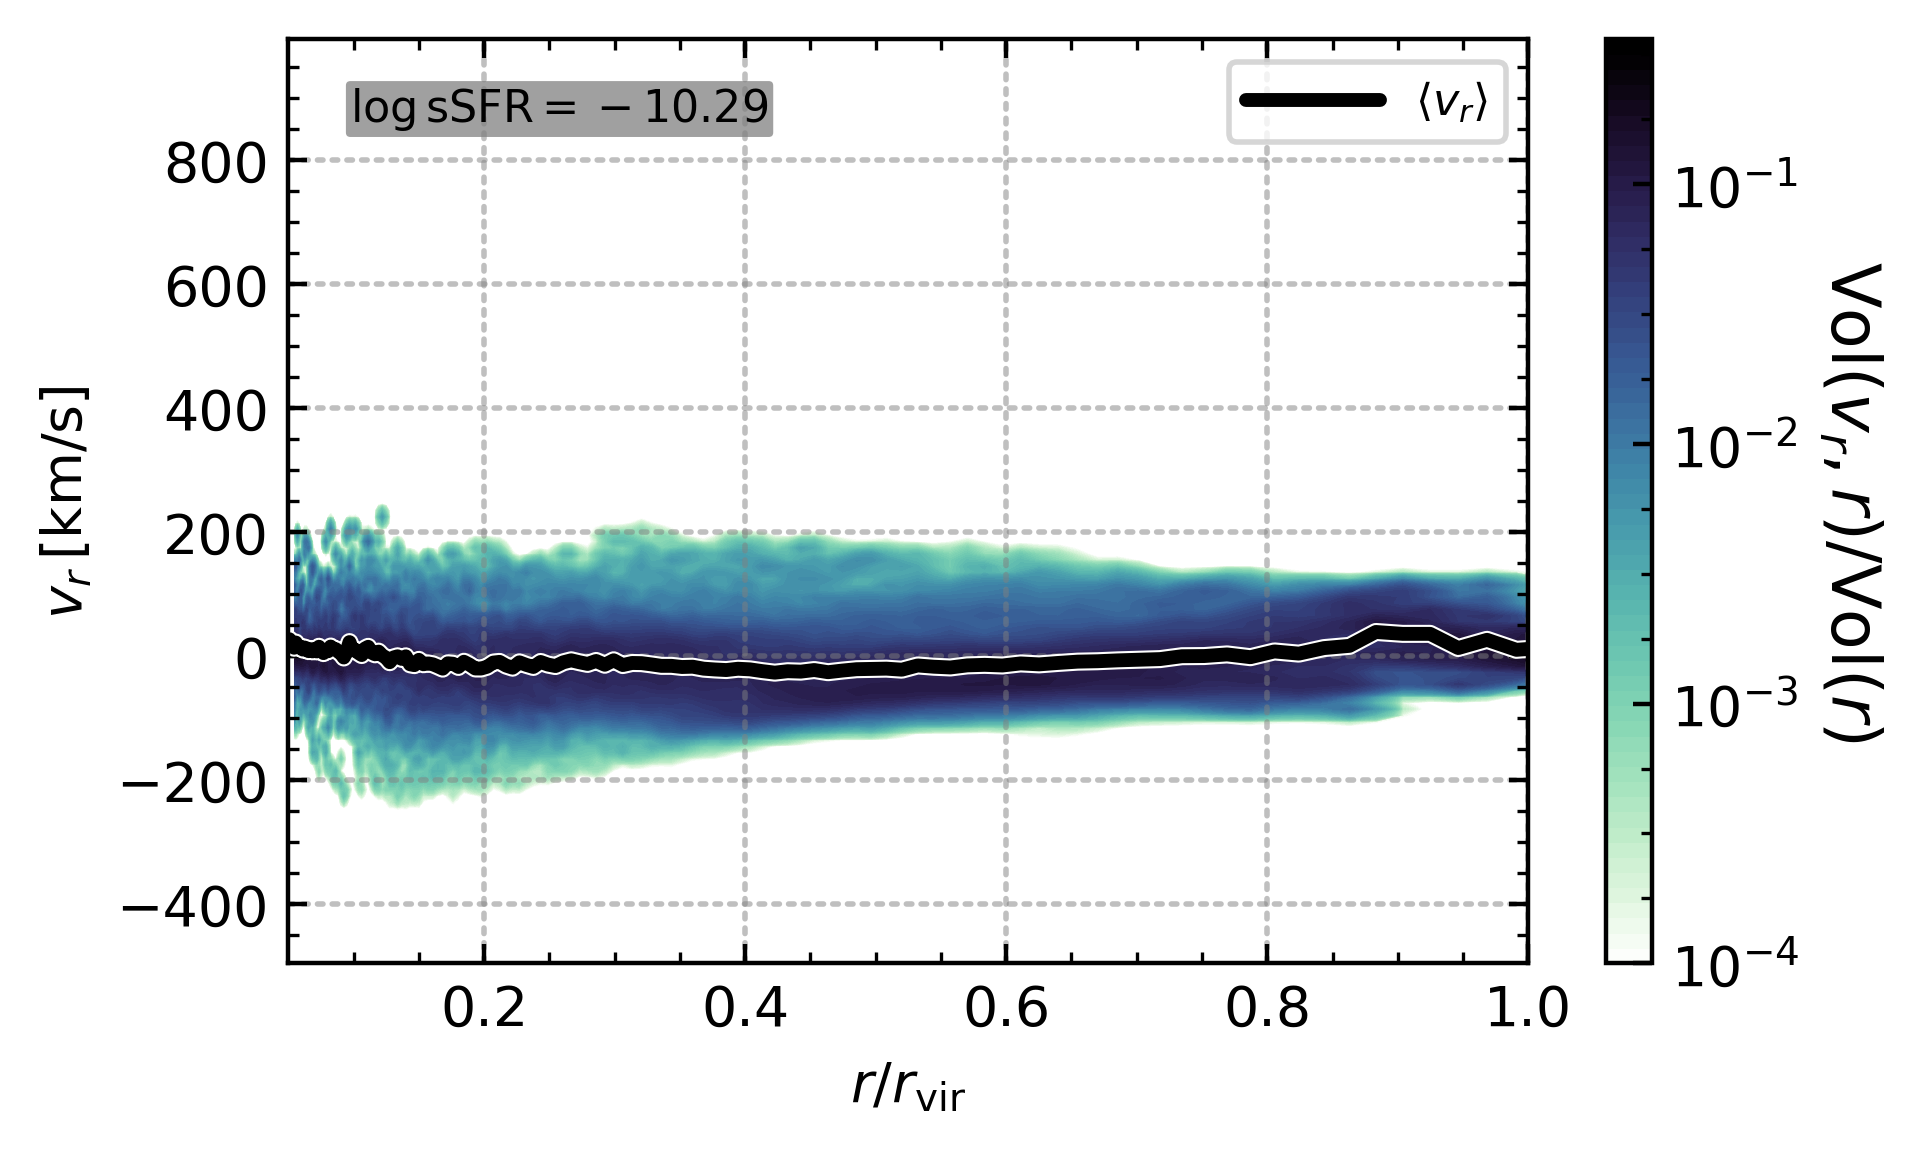 log sSFR = −10.29
⟨v_r⟩
800
600
400
200
0
−200
−400
v_r [km/s]
0.2 0.4 0.6 0.8 1.0
r/r_vir
10^−1
10^−2
10^−3
10^−4
Vol(v_r, r)/Vol(r)